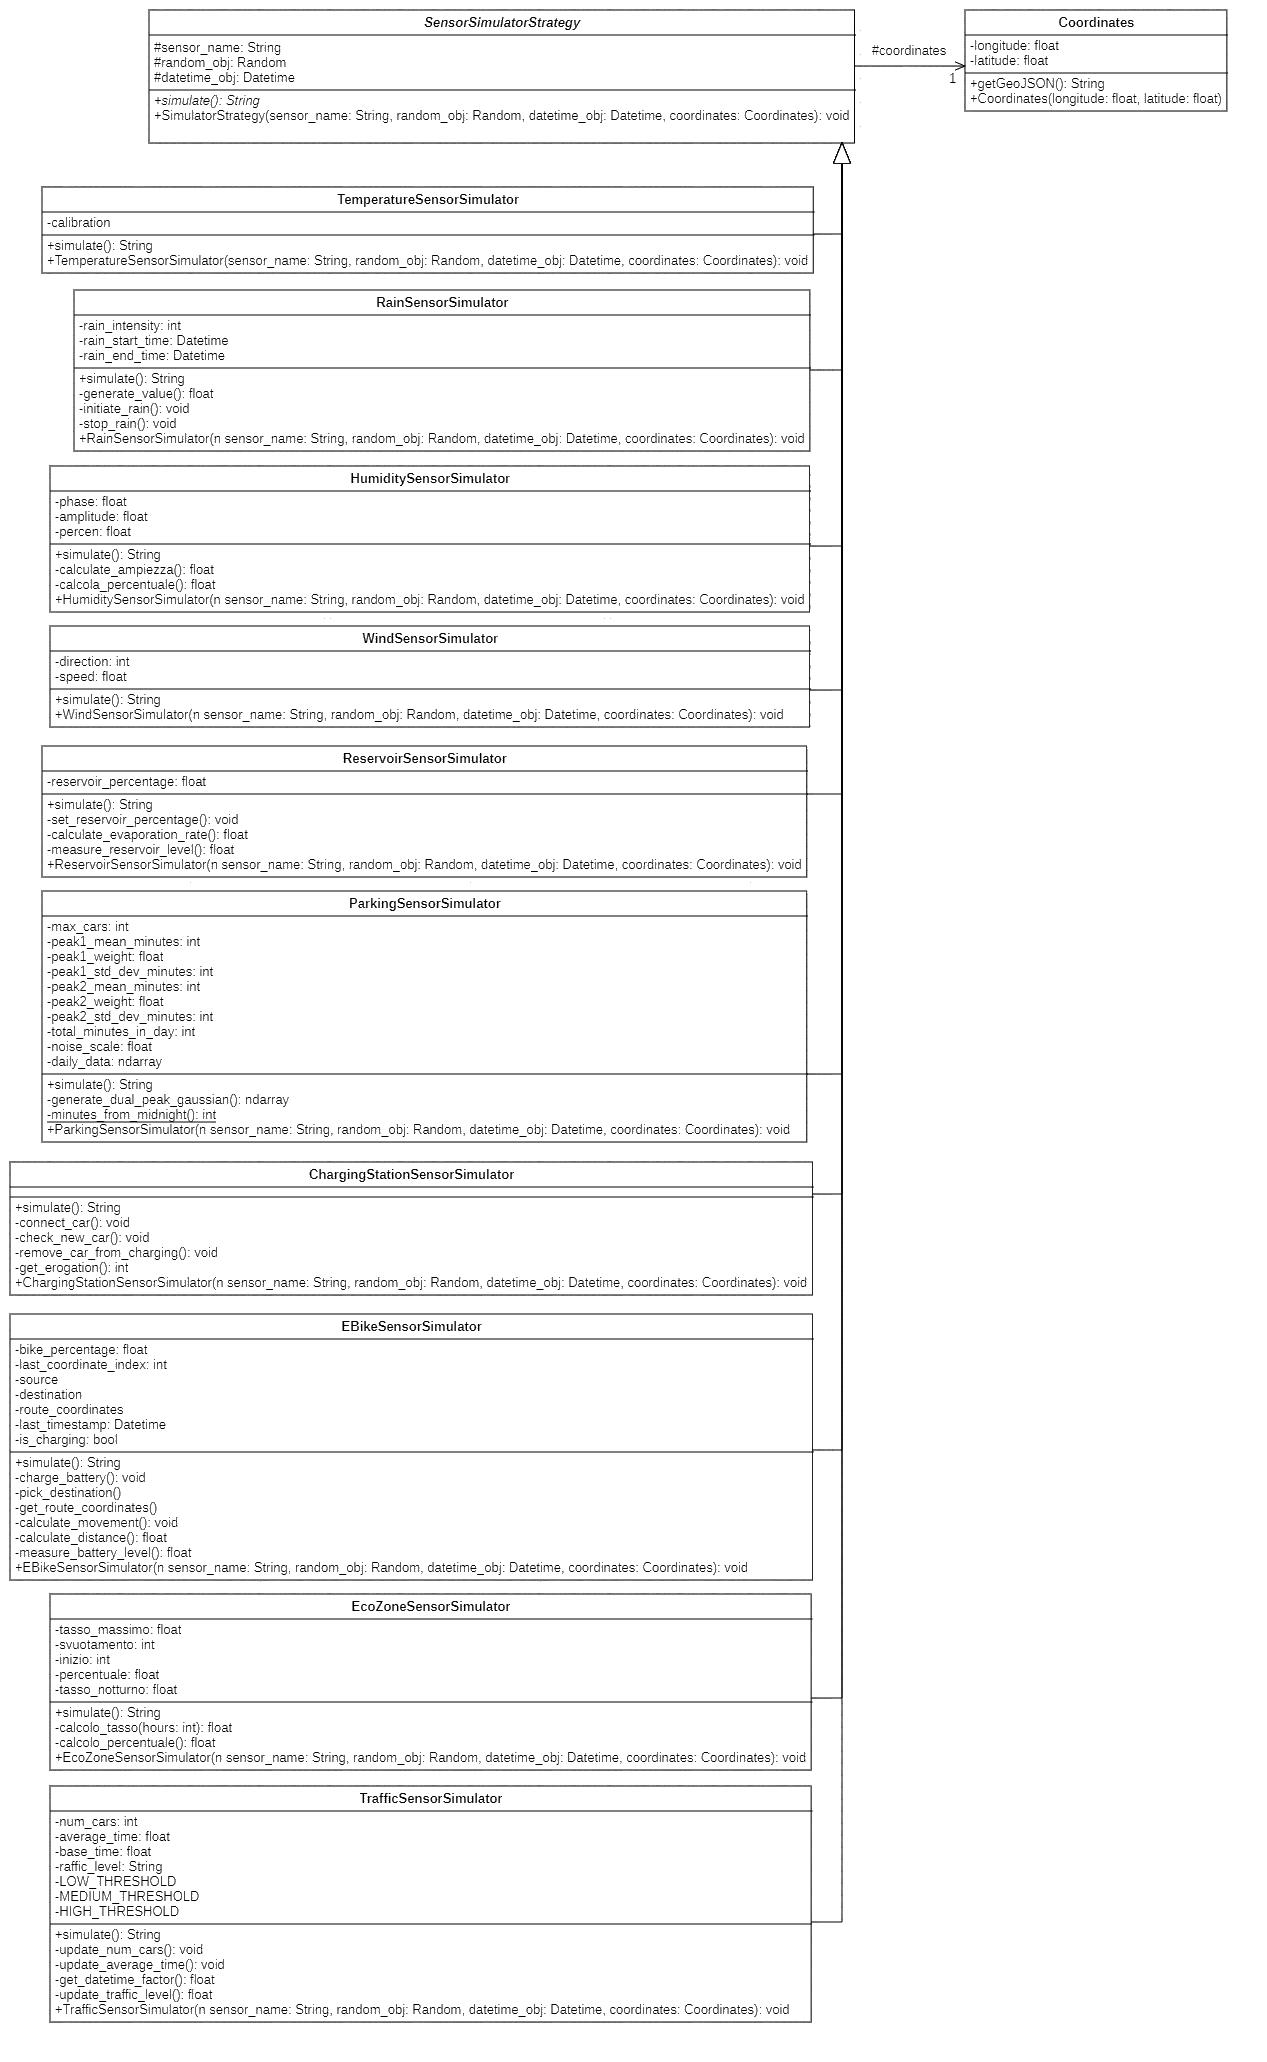 SensorSimulatorStrategy
#sensor_name: String
#random_obj: Random
#datetime_obj: Datetime
+simulate(): String
+SimulatorStrategy(sensor_name: String, random_obj: Random, datetime_obj: Datetime, coordinates: Coordinates): void
#coordinates
1
Coordinates
-longitude: float
-latitude: float
+getGeoJSON(): String
+Coordinates(longitude: float, latitude: float)
TemperatureSensorSimulator
-calibration
+simulate(): String
+TemperatureSensorSimulator(sensor_name: String, random_obj: Random, datetime_obj: Datetime, coordinates: Coordinates): void
RainSensorSimulator
-rain_intensity: int
-rain_start_time: Datetime
-rain_end_time: Datetime
+simulate(): String
-generate_value(): float
-initiate_rain(): void
-stop_rain(): void
+RainSensorSimulator(n sensor_name: String, random_obj: Random, datetime_obj: Datetime, coordinates: Coordinates): void
HumiditySensorSimulator
-phase: float
-amplitude: float
-percen: float
+simulate(): String
-calculate_ampiezza(): float
-calcola_percentuale(): float
+HumiditySensorSimulator(n sensor_name: String, random_obj: Random, datetime_obj: Datetime, coordinates: Coordinates): void
WindSensorSimulator
-direction: int
-speed: float
+simulate(): String
+WindSensorSimulator(n sensor_name: String, random_obj: Random, datetime_obj: Datetime, coordinates: Coordinates): void
ReservoirSensorSimulator
-reservoir_percentage: float
+simulate(): String
-set_reservoir_percentage(): void
-calculate_evaporation_rate(): float
-measure_reservoir_level(): float
+ReservoirSensorSimulator(n sensor_name: String, random_obj: Random, datetime_obj: Datetime, coordinates: Coordinates): void
ParkingSensorSimulator
-max_cars: int
-peak1_mean_minutes: int
-peak1_weight: float
-peak1_std_dev_minutes: int
-peak2_mean_minutes: int
-peak2_weight: float
-peak2_std_dev_minutes: int
-total_minutes_in_day: int
-noise_scale: float
-daily_data: ndarray
+simulate(): String
-generate_dual_peak_gaussian(): ndarray
-minutes_from_midnight(): int
+ParkingSensorSimulator(n sensor_name: String, random_obj: Random, datetime_obj: Datetime, coordinates: Coordinates): void
ChargingStationSensorSimulator
+simulate(): String
-connect_car(): void
-check_new_car(): void
-remove_car_from_charging(): void
-get_erogation(): int
+ChargingStationSensorSimulator(n sensor_name: String, random_obj: Random, datetime_obj: Datetime, coordinates: Coordinates): void
EBikeSensorSimulator
-bike_percentage: float
-last_coordinate_index: int
-source
-destination
-route_coordinates
-last_timestamp: Datetime
-is_charging: bool
+simulate(): String
-charge_battery(): void
-pick_destination()
-get_route_coordinates()
-calculate_movement(): void
-calculate_distance(): float
-measure_battery_level(): float
+EBikeSensorSimulator(n sensor_name: String, random_obj: Random, datetime_obj: Datetime, coordinates: Coordinates): void
EcoZoneSensorSimulator
-tasso_massimo: float
-svuotamento: int
-inizio: int
-percentuale: float
-tasso_notturno: float
+simulate(): String
-calcolo_tasso(hours: int): float
-calcolo_percentuale(): float
+EcoZoneSensorSimulator(n sensor_name: String, random_obj: Random, datetime_obj: Datetime, coordinates: Coordinates): void
TrafficSensorSimulator
-num_cars: int
-average_time: float
-base_time: float
-raffic_level: String
-LOW_THRESHOLD
-MEDIUM_THRESHOLD
-HIGH_THRESHOLD
+simulate(): String
-update_num_cars(): void
-update_average_time(): void
-get_datetime_factor(): float
-update_traffic_level(): float
+TrafficSensorSimulator(n sensor_name: String, random_obj: Random, datetime_obj: Datetime, coordinates: Coordinates): void